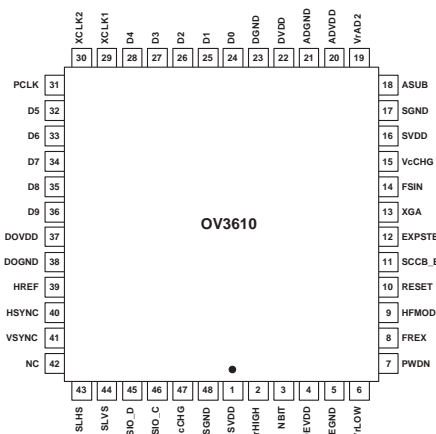 XCLK2 XCLK1 D4 D3 D2 D1 D0 DGND DVDD ADGND ADVDD VrAD2
30 29 28 27 26 25 24 23 22 21 20 19
PCLK 31
D5 32
D6 33
D7 34
D8 35
D9 36
DOVDD 37
DOGND 38
HREF 39
HSYNC 40
VSYNC 41
NC 42
OV3610
18 ASUB
17 SGND
16 SVDD
15 VcCHG
14 FSIN
13 XGA
12 EXPSTB
11 SCCB_E
10 RESET
9 HFMOD
8 FREX
7 PWDN
43 44 45 46 47 48 1 2 3 4 5 6
SLHS SLVS SIO_D SIO_C cCHG SGND SVDD rHIGH NBIT EVDD EGND rLOW